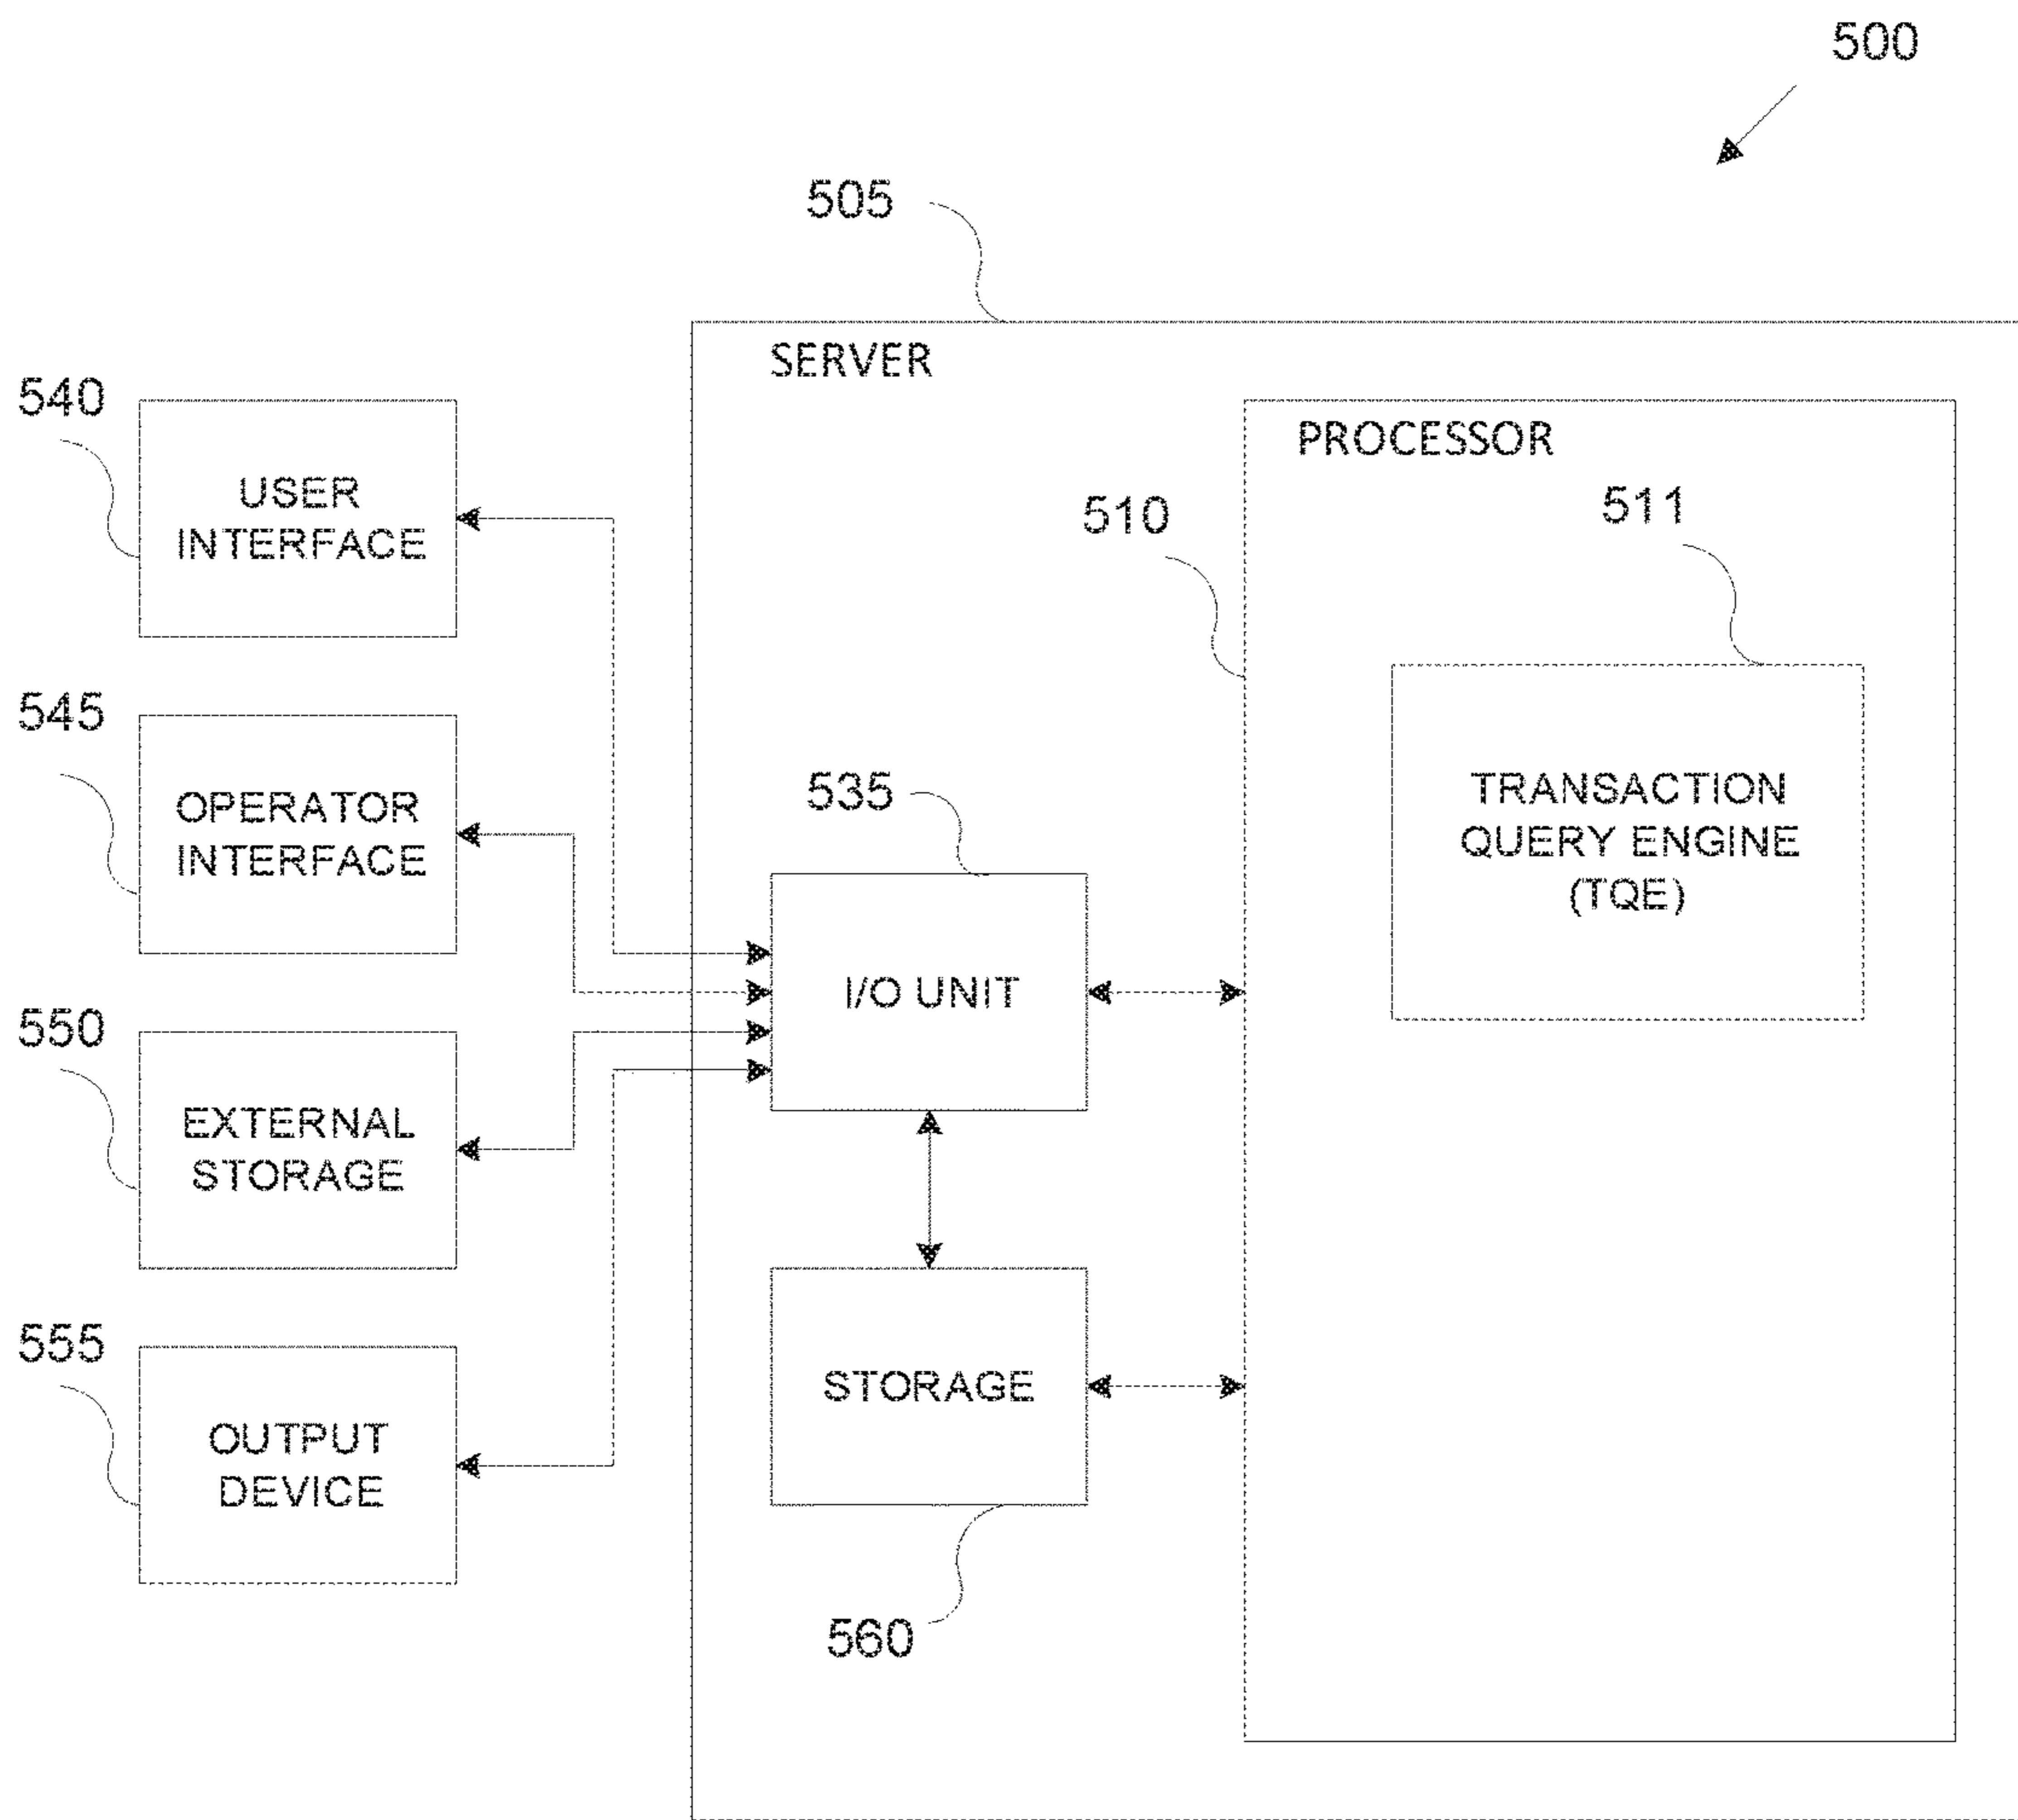 500
505
SERVER
540
PROCESSOR
USER
INTERFACE
510
511
545
OPERATOR
INTERFACE
535
TRANSACTION
QUERY ENGINE
(TQE)
I/O UNIT
550
EXTERNAL
STORAGE
555
STORAGE
OUTPUT
DEVICE
560